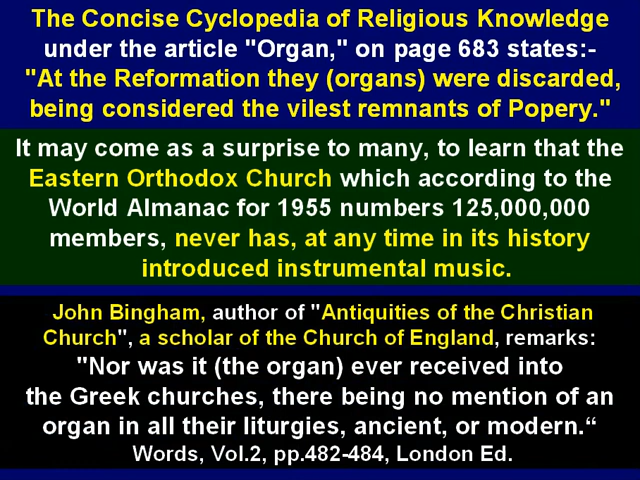 The Concise Cyclopedia of Religious Knowledge
under the article "Organ," on page 683 states:-
"At the Reformation they (organs) were discarded,
being considered the vilest remnants of Popery."
It may come as a surprise to many, to learn that the
Eastern Orthodox Church which according to the
World Almanac for 1955 numbers 125,000,000
members, never has, at any time in its history
introduced instrumental music.
John Bingham, author of "Antiquities of the Christian
Church", a scholar of the Church of England, remarks:
"Nor was it (the organ) ever received into
the Greek churches, there being no mention of an
organ in all their liturgies, ancient, or modern.“
Words, Vol.2, pp.482-484, London Ed.